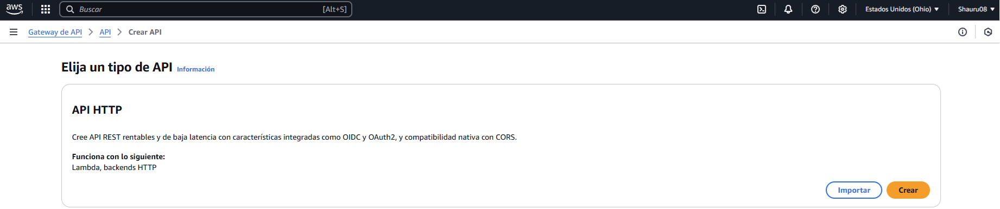 aws
Buscar [Alt+S]
Estados Unidos (Ohio) Shauru08
Gateway de API API Crear API
Elija un tipo de API Información
API HTTP
Cree API REST rentables y de baja latencia con características integradas como OIDC y OAuth2, y compatibilidad nativa con CORS.
Funciona con lo siguiente:
Lambda, backends HTTP
Importar Crear